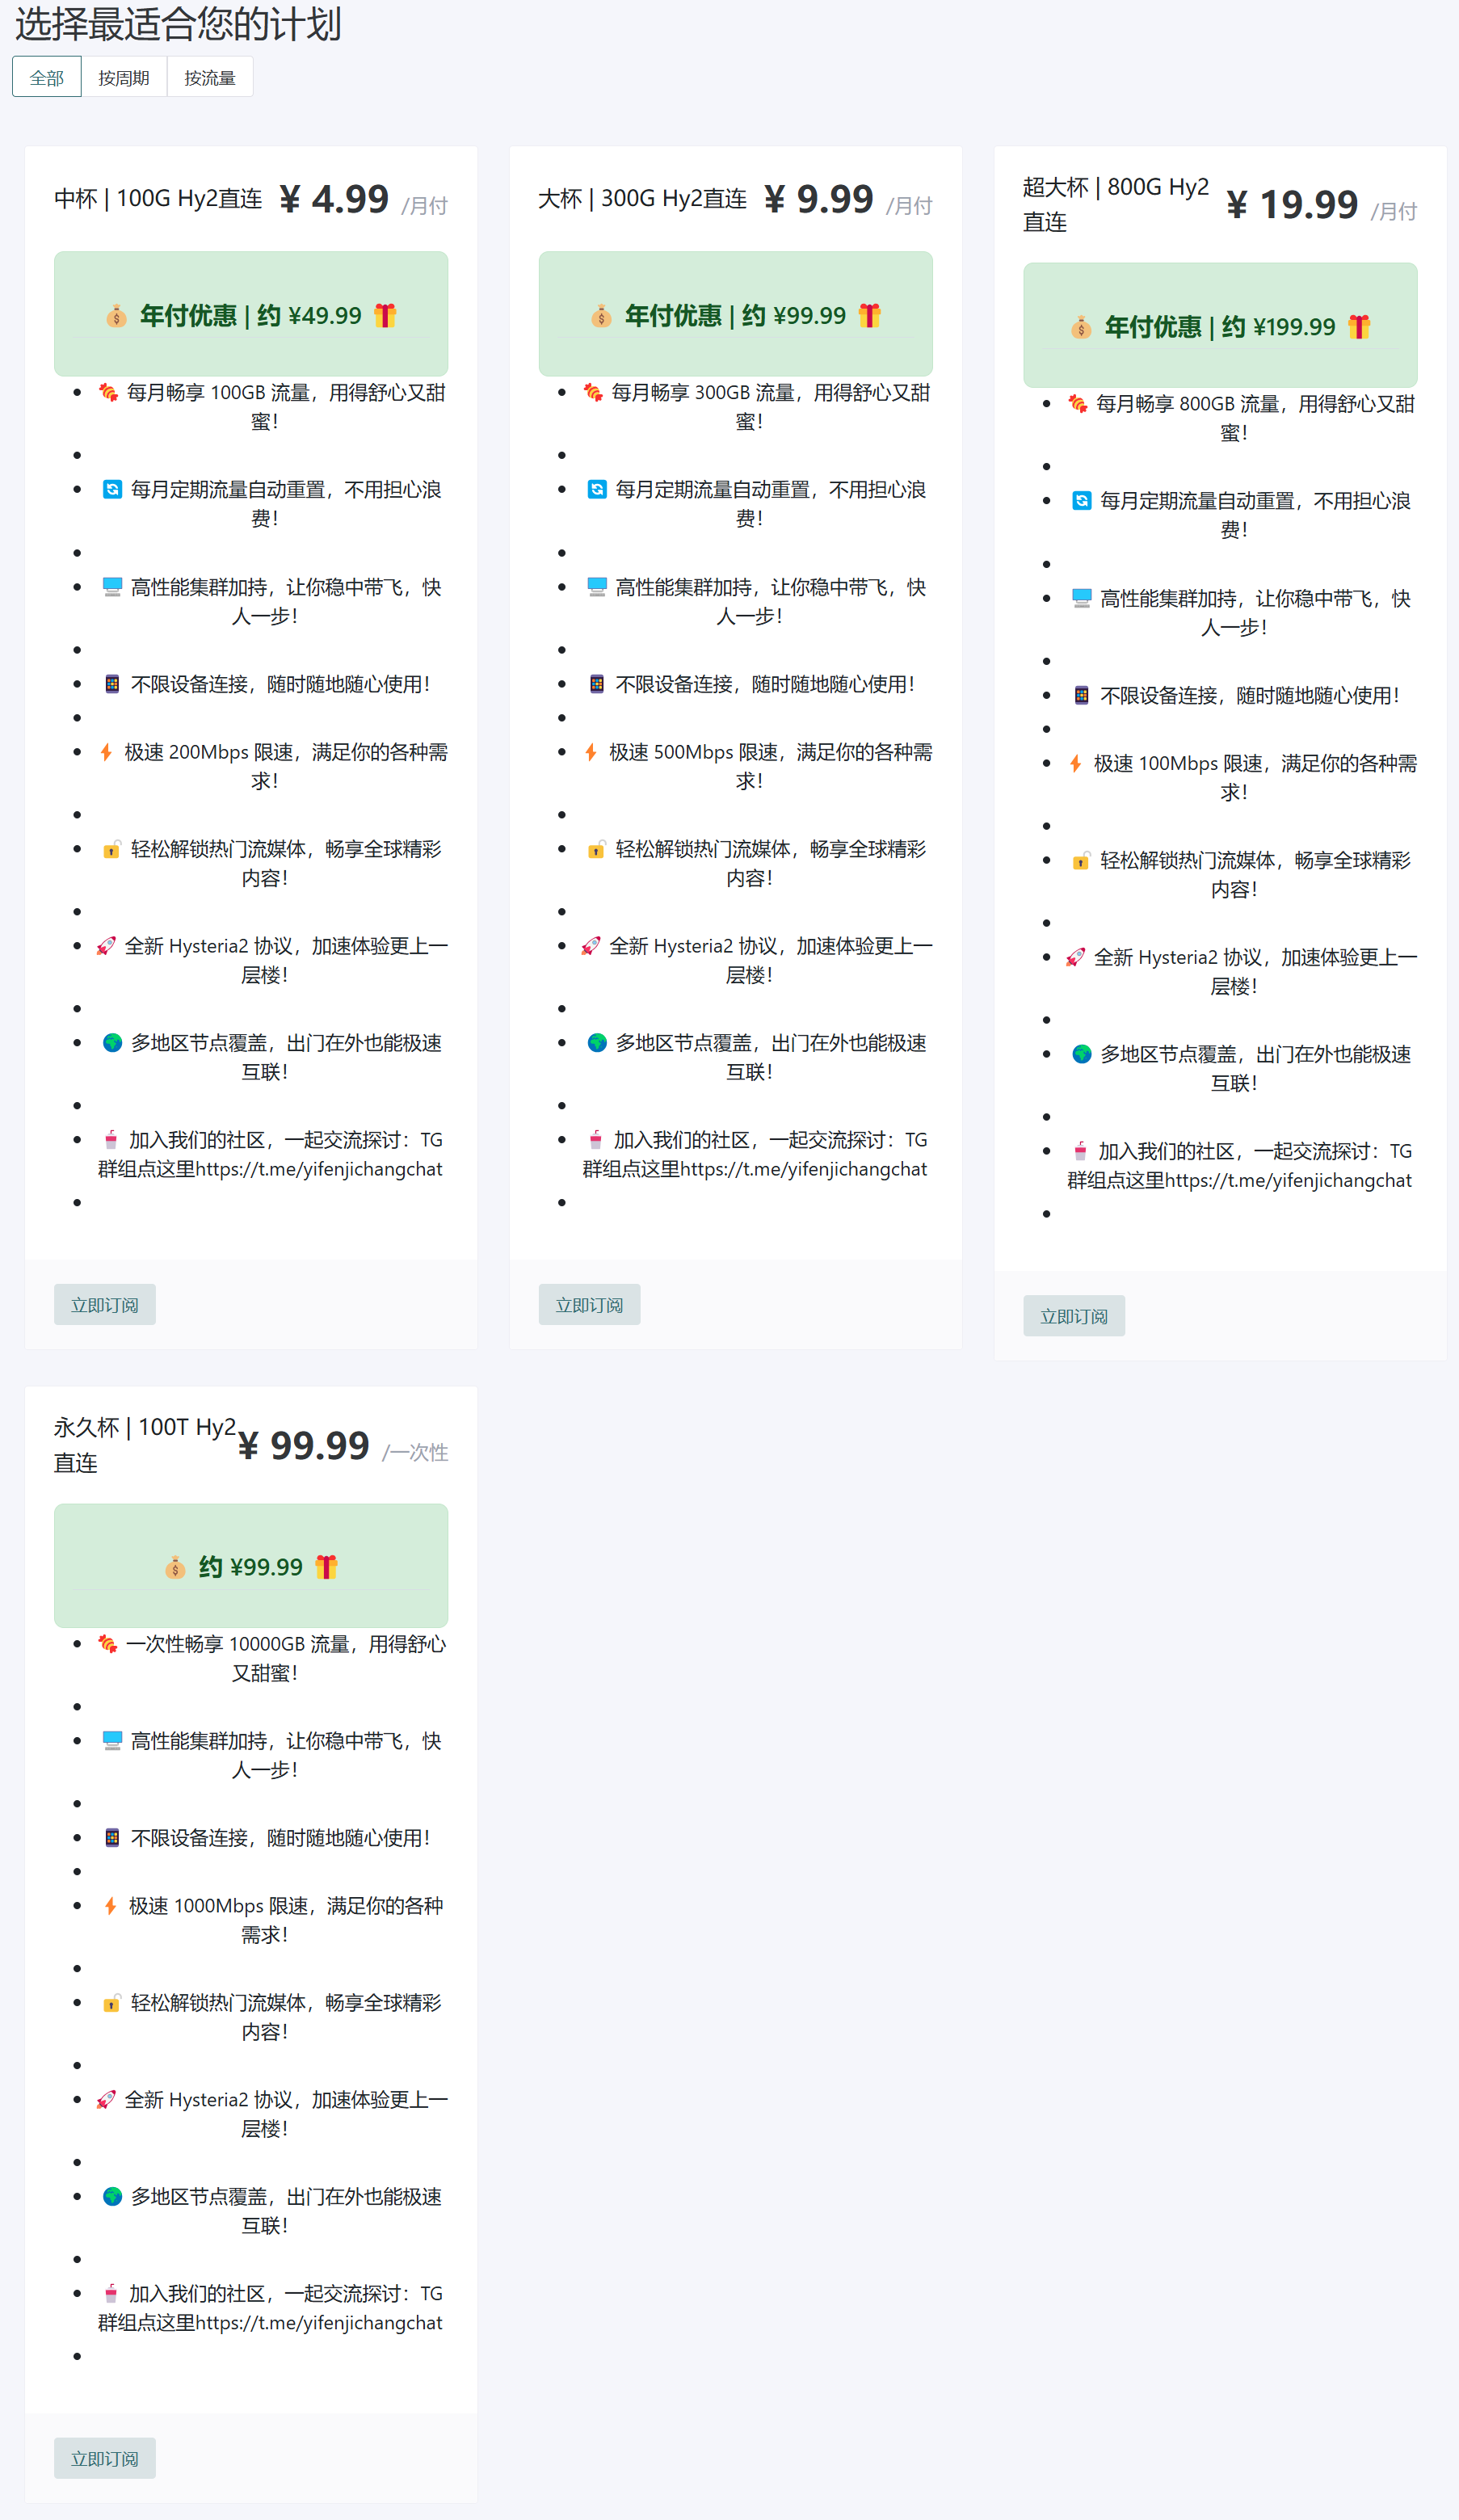 选择最适合您的计划
全部 按周期 按流量
中杯 | 100G Hy2直连 ¥ 4.99 /月付
年付优惠 | 约 ¥49.99
每月畅享 100GB 流量，用得舒心又甜
蜜！
每月定期流量自动重置，不用担心浪
费！
高性能集群加持，让你稳中带飞，快
人一步！
不限设备连接，随时随地随心使用！
极速 200Mbps 限速，满足你的各种需
求！
轻松解锁热门流媒体，畅享全球精彩
内容！
全新 Hysteria2 协议，加速体验更上一
层楼！
多地区节点覆盖，出门在外也能极速
互联！
加入我们的社区，一起交流探讨：TG
群组点这里https://t.me/yifenjichangchat
立即订阅
大杯 | 300G Hy2直连 ¥ 9.99 /月付
年付优惠 | 约 ¥99.99
每月畅享 300GB 流量，用得舒心又甜
蜜！
每月定期流量自动重置，不用担心浪
费！
高性能集群加持，让你稳中带飞，快
人一步！
不限设备连接，随时随地随心使用！
极速 500Mbps 限速，满足你的各种需
求！
轻松解锁热门流媒体，畅享全球精彩
内容！
全新 Hysteria2 协议，加速体验更上一
层楼！
多地区节点覆盖，出门在外也能极速
互联！
加入我们的社区，一起交流探讨：TG
群组点这里https://t.me/yifenjichangchat
立即订阅
超大杯 | 800G Hy2
直连
¥ 19.99 /月付
年付优惠 | 约 ¥199.99
每月畅享 800GB 流量，用得舒心又甜
蜜！
每月定期流量自动重置，不用担心浪
费！
高性能集群加持，让你稳中带飞，快
人一步！
不限设备连接，随时随地随心使用！
极速 100Mbps 限速，满足你的各种需
求！
轻松解锁热门流媒体，畅享全球精彩
内容！
全新 Hysteria2 协议，加速体验更上一
层楼！
多地区节点覆盖，出门在外也能极速
互联！
加入我们的社区，一起交流探讨：TG
群组点这里https://t.me/yifenjichangchat
立即订阅
永久杯 | 100T Hy2
直连
¥ 99.99 /一次性
约 ¥99.99
一次性畅享 10000GB 流量，用得舒心
又甜蜜！
高性能集群加持，让你稳中带飞，快
人一步！
不限设备连接，随时随地随心使用！
极速 1000Mbps 限速，满足你的各种
需求！
轻松解锁热门流媒体，畅享全球精彩
内容！
全新 Hysteria2 协议，加速体验更上一
层楼！
多地区节点覆盖，出门在外也能极速
互联！
加入我们的社区，一起交流探讨：TG
群组点这里https://t.me/yifenjichangchat
立即订阅